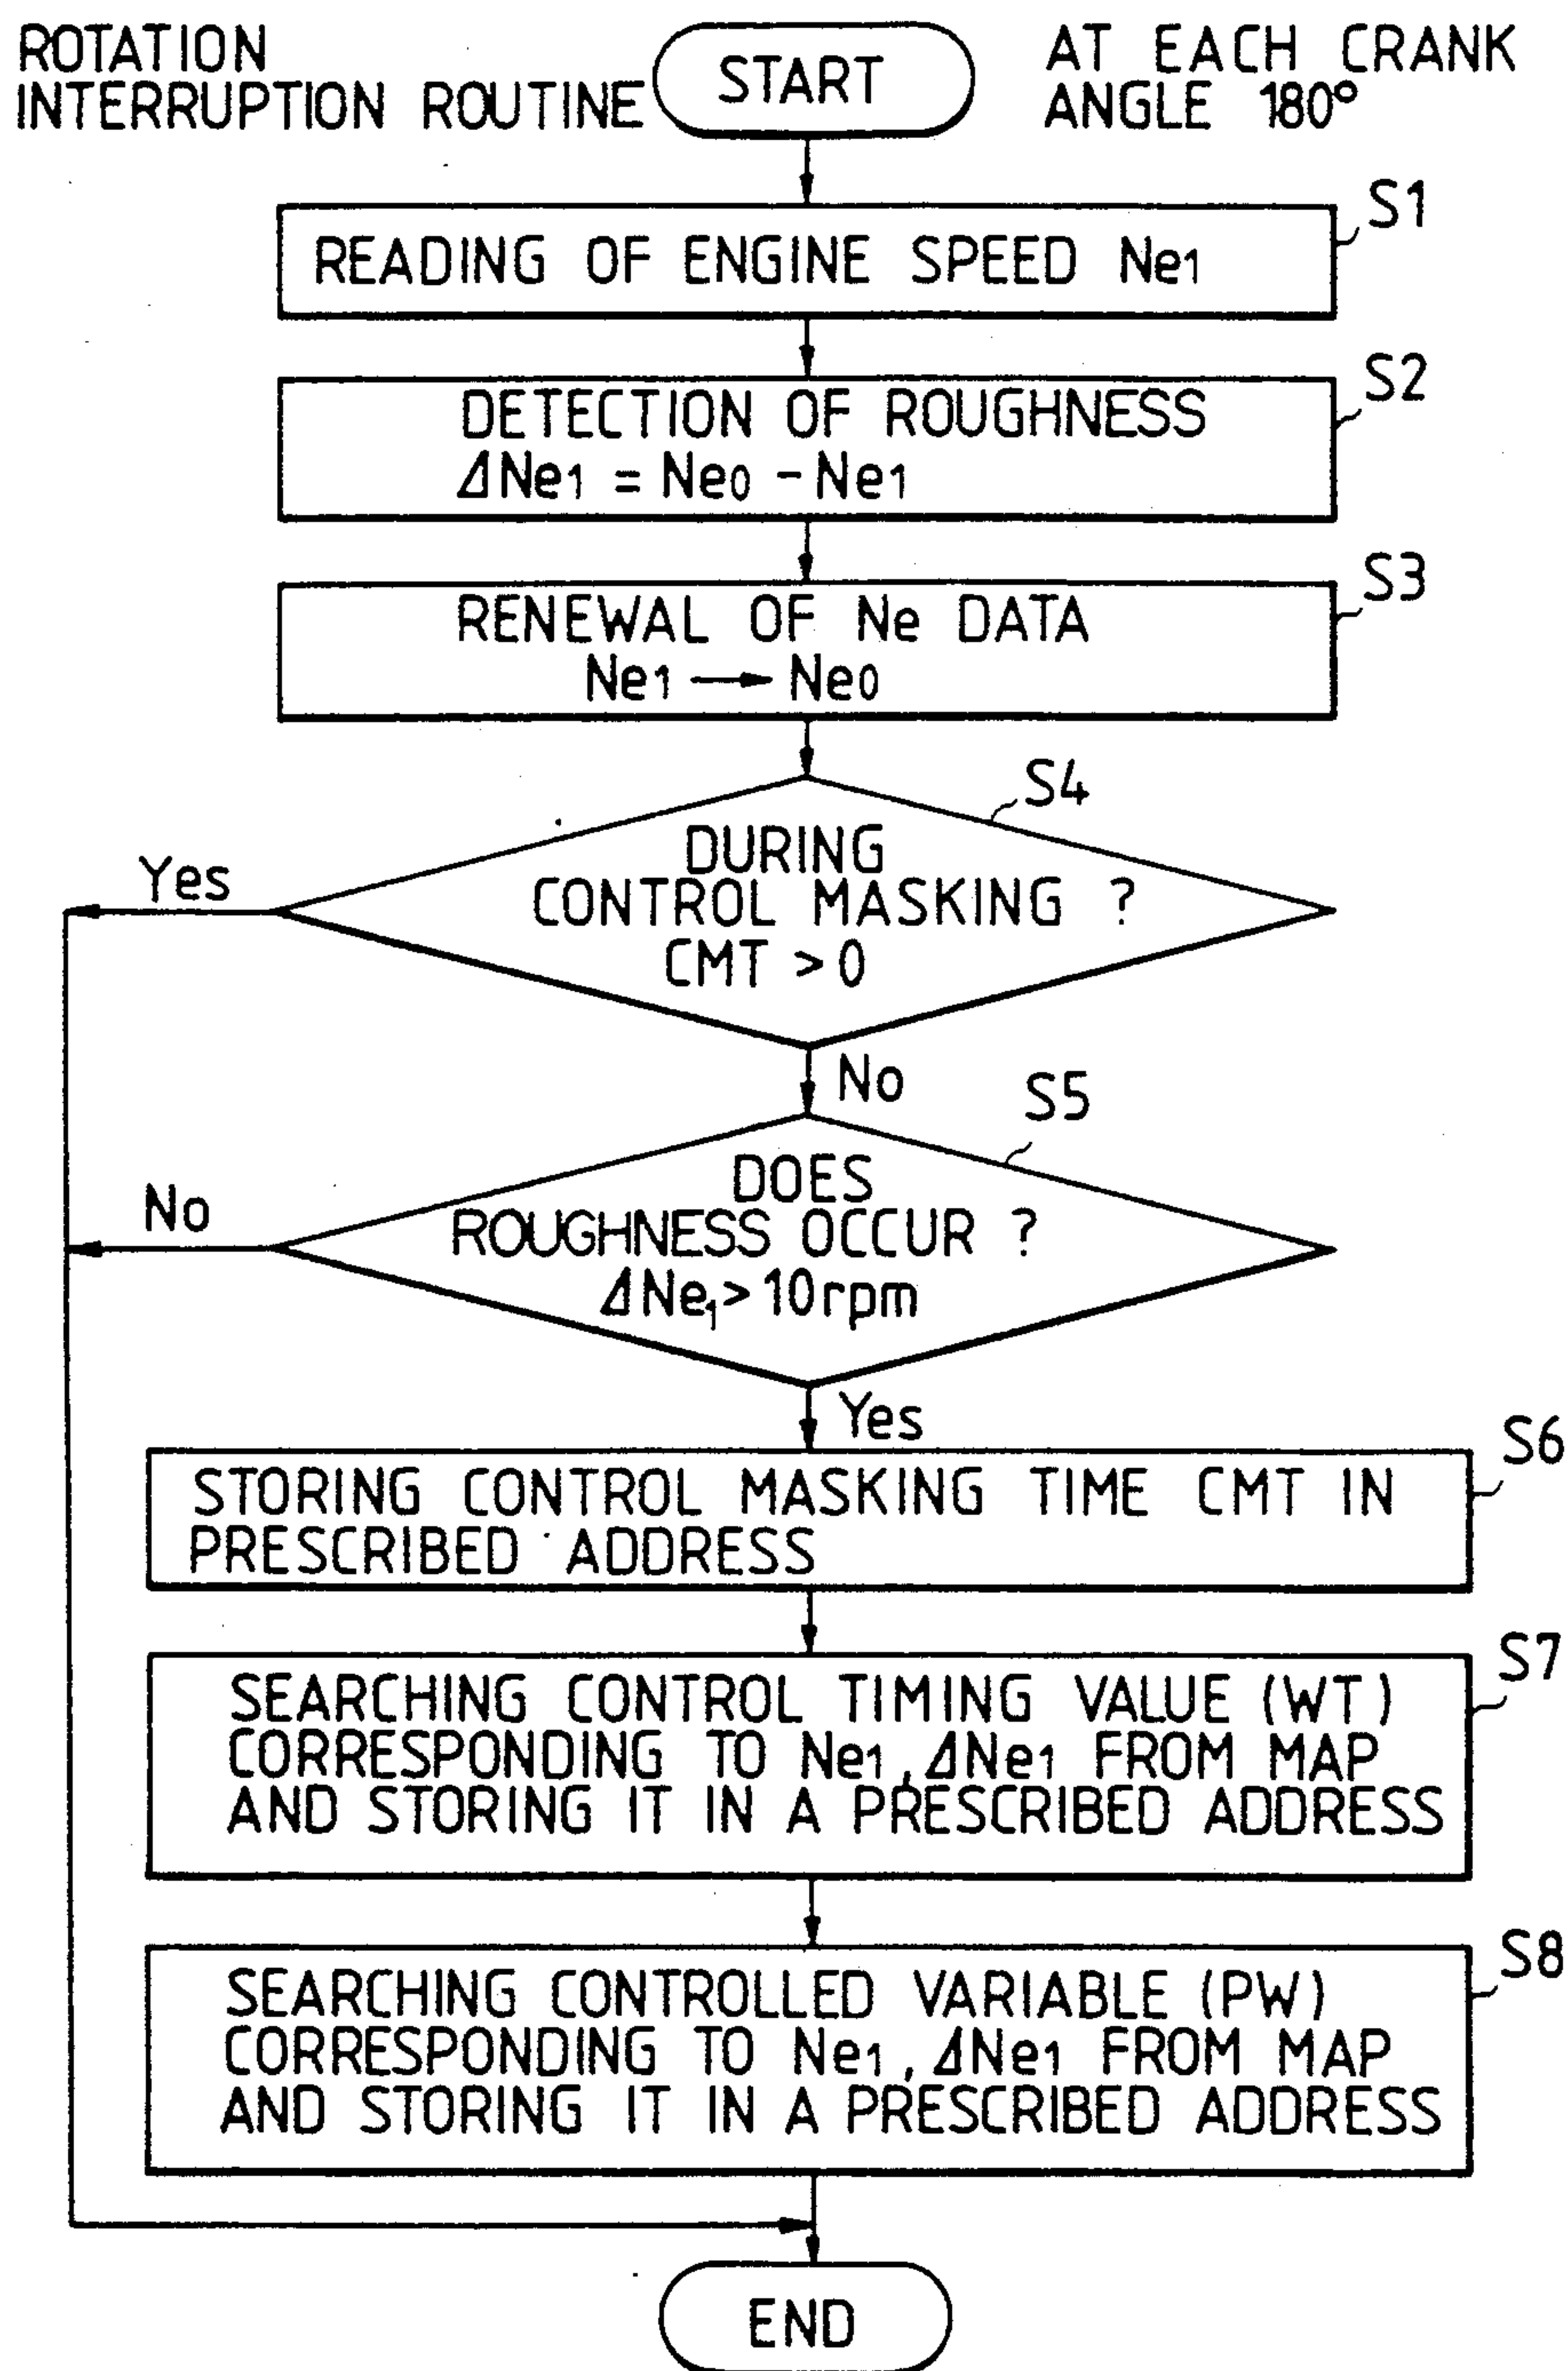 ROTATION
INTERRUPTION ROUTINE
START
AT EACH CRANK
ANGLE 180°
S1
READING OF ENGINE SPEED Ne1
S2
DETECTION OF ROUGHNESS
ΔNe1 = Ne0 - Ne1
S3
RENEWAL OF Ne DATA
Ne1 → Ne0
S4
DURING
CONTROL MASKING ?
CMT > 0
Yes
No
S5
DOES
ROUGHNESS OCCUR ?
ΔNe1 > 10rpm
No
Yes
S6
STORING CONTROL MASKING TIME CMT IN
PRESCRIBED ADDRESS
S7
SEARCHING CONTROL TIMING VALUE (WT)
CORRESPONDING TO Ne1, ΔNe1 FROM MAP
AND STORING IT IN A PRESCRIBED ADDRESS
S8
SEARCHING CONTROLLED VARIABLE (PW)
CORRESPONDING TO Ne1, ΔNe1 FROM MAP
AND STORING IT IN A PRESCRIBED ADDRESS
END